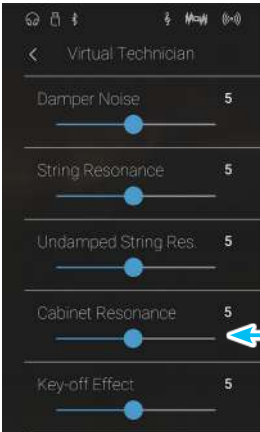 Virtual Technician
Damper Noise 5
String Resonance 5
Undamped String Res. 5
Cabinet Resonance 5
Key-off Effect 5